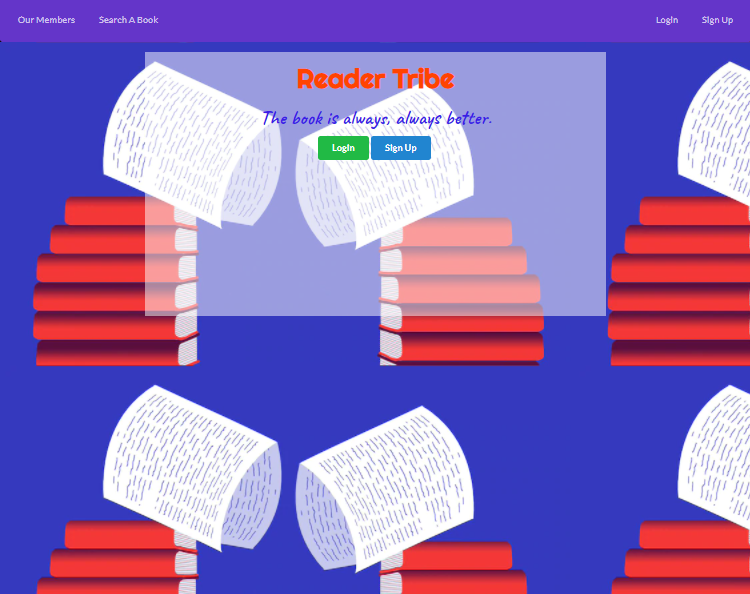 Our Members Search A Book Login Sign Up
Reader Tribe
The book is always, always better.
Login Sign Up